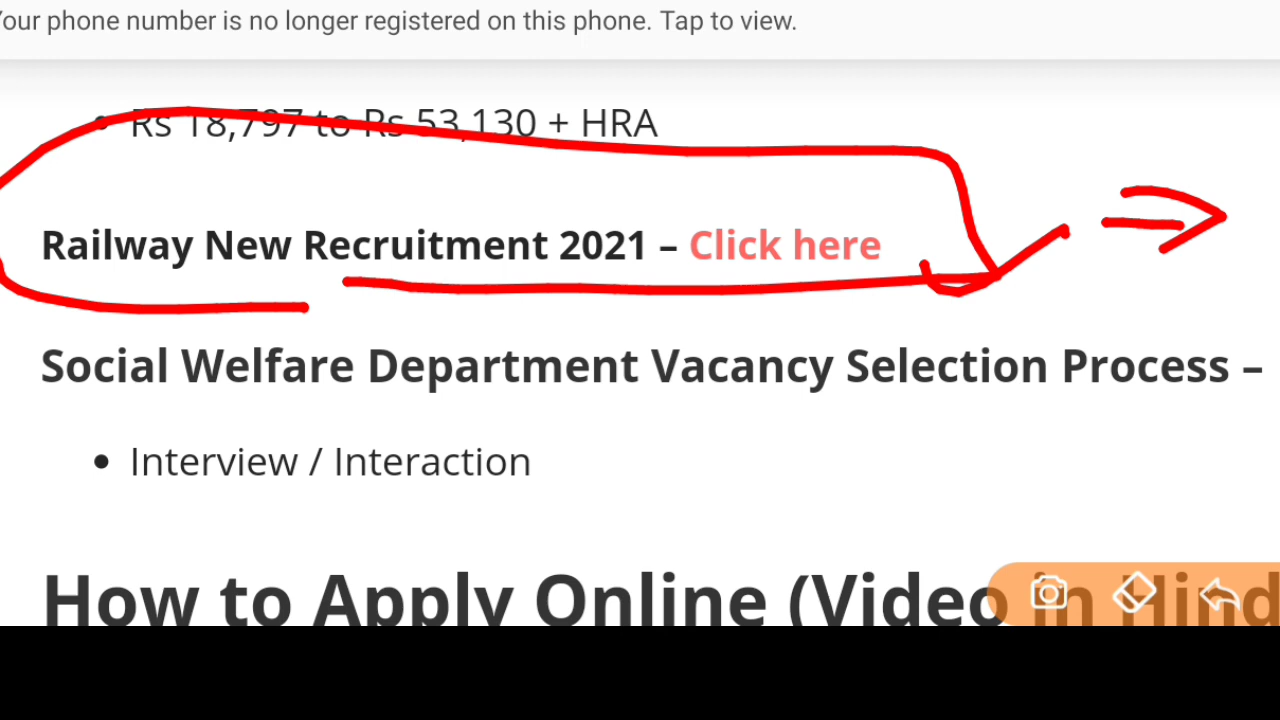 Your phone number is no longer registered on this phone. Tap to view.
Rs 18,797 to Rs 53,130 + HRA
Railway New Recruitment 2021 – Click here
Social Welfare Department Vacancy Selection Process –
Interview / Interaction
How to Apply Online (Video in Hind